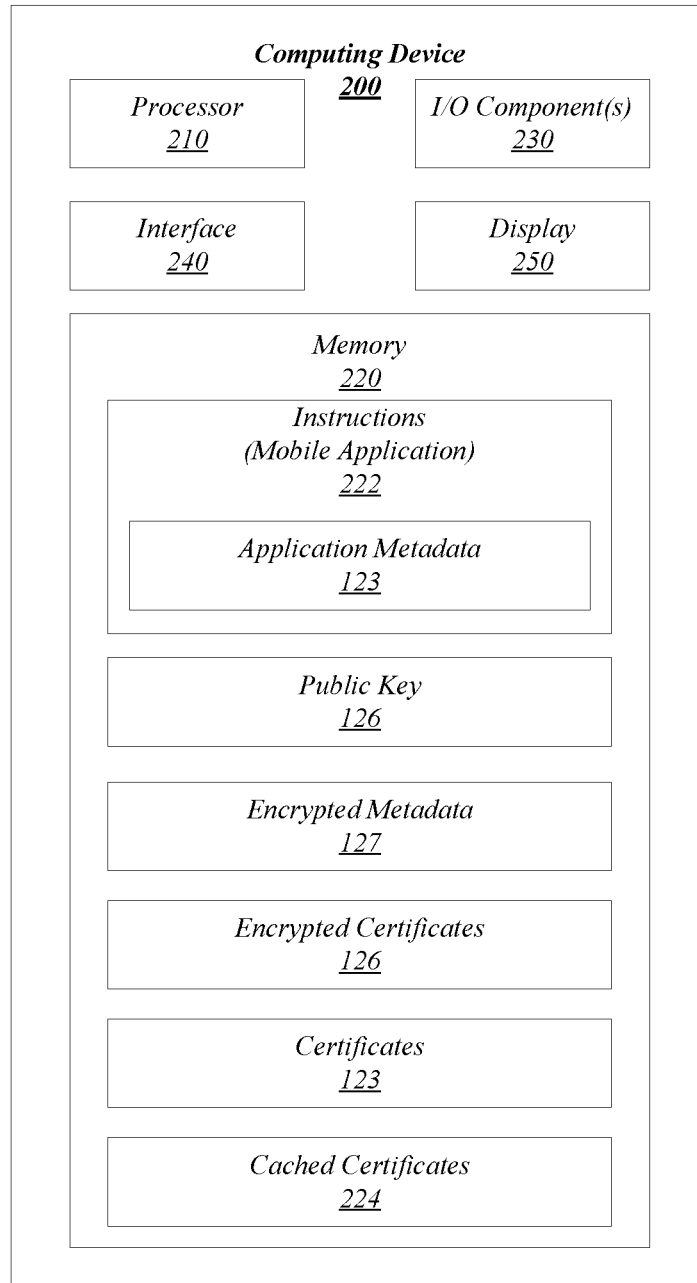 Computing Device
200
Processor
210
I/O Component(s)
230
Interface
240
Display
250
Memory
220
Instructions
(Mobile Application)
222
Application Metadata
123
Public Key
126
Encrypted Metadata
127
Encrypted Certificates
126
Certificates
123
Cached Certificates
224